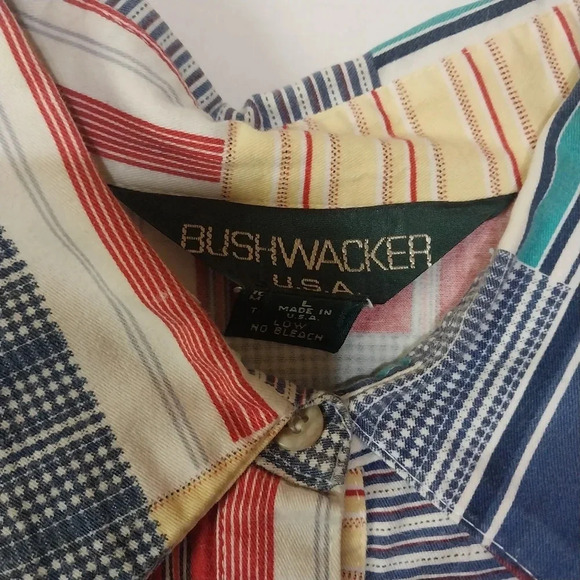 BUSHWACKER
U.S.A.
L
MADE IN
U.S.A.
LOW
NO BLEACH